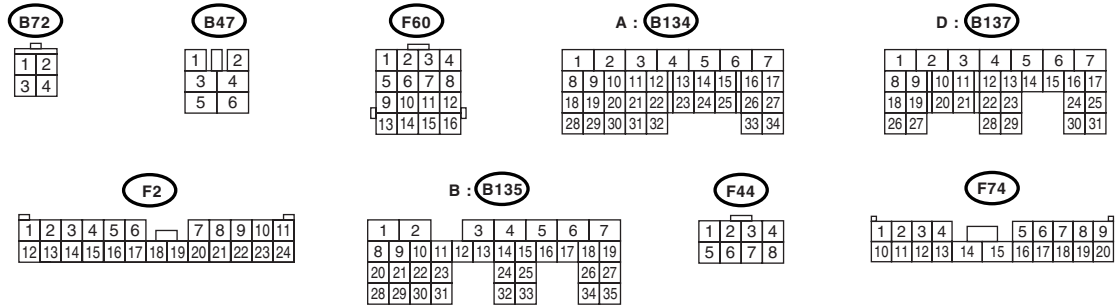 B72 B47 F60 A : B134 D : B137
1 2
3 4
1 2
3 4
5 6
1 2 3 4
5 6 7 8
9 10 11 12
13 14 15 16
1 2 3 4 5 6 7
8 9 10 11 12 13 14 15 16 17
18 19 20 21 22 23 24 25 26 27
28 29 30 31 32 33 34
1 2 3 4 5 6 7
8 9 10 11 12 13 14 15 16 17
18 19 20 21 22 23 24 25
26 27 28 29 30 31
F2 B : B135 F44 F74
1 2 3 4 5 6 7 8 9 10 11
12 13 14 15 16 17 18 19 20 21 22 23 24
1 2 3 4 5 6 7
8 9 10 11 12 13 14 15 16 17 18 19
20 21 22 23 24 25 26 27
28 29 30 31 32 33 34 35
1 2 3 4
5 6 7 8
1 2 3 4 5 6 7 8 9
10 11 12 13 14 15 16 17 18 19 20